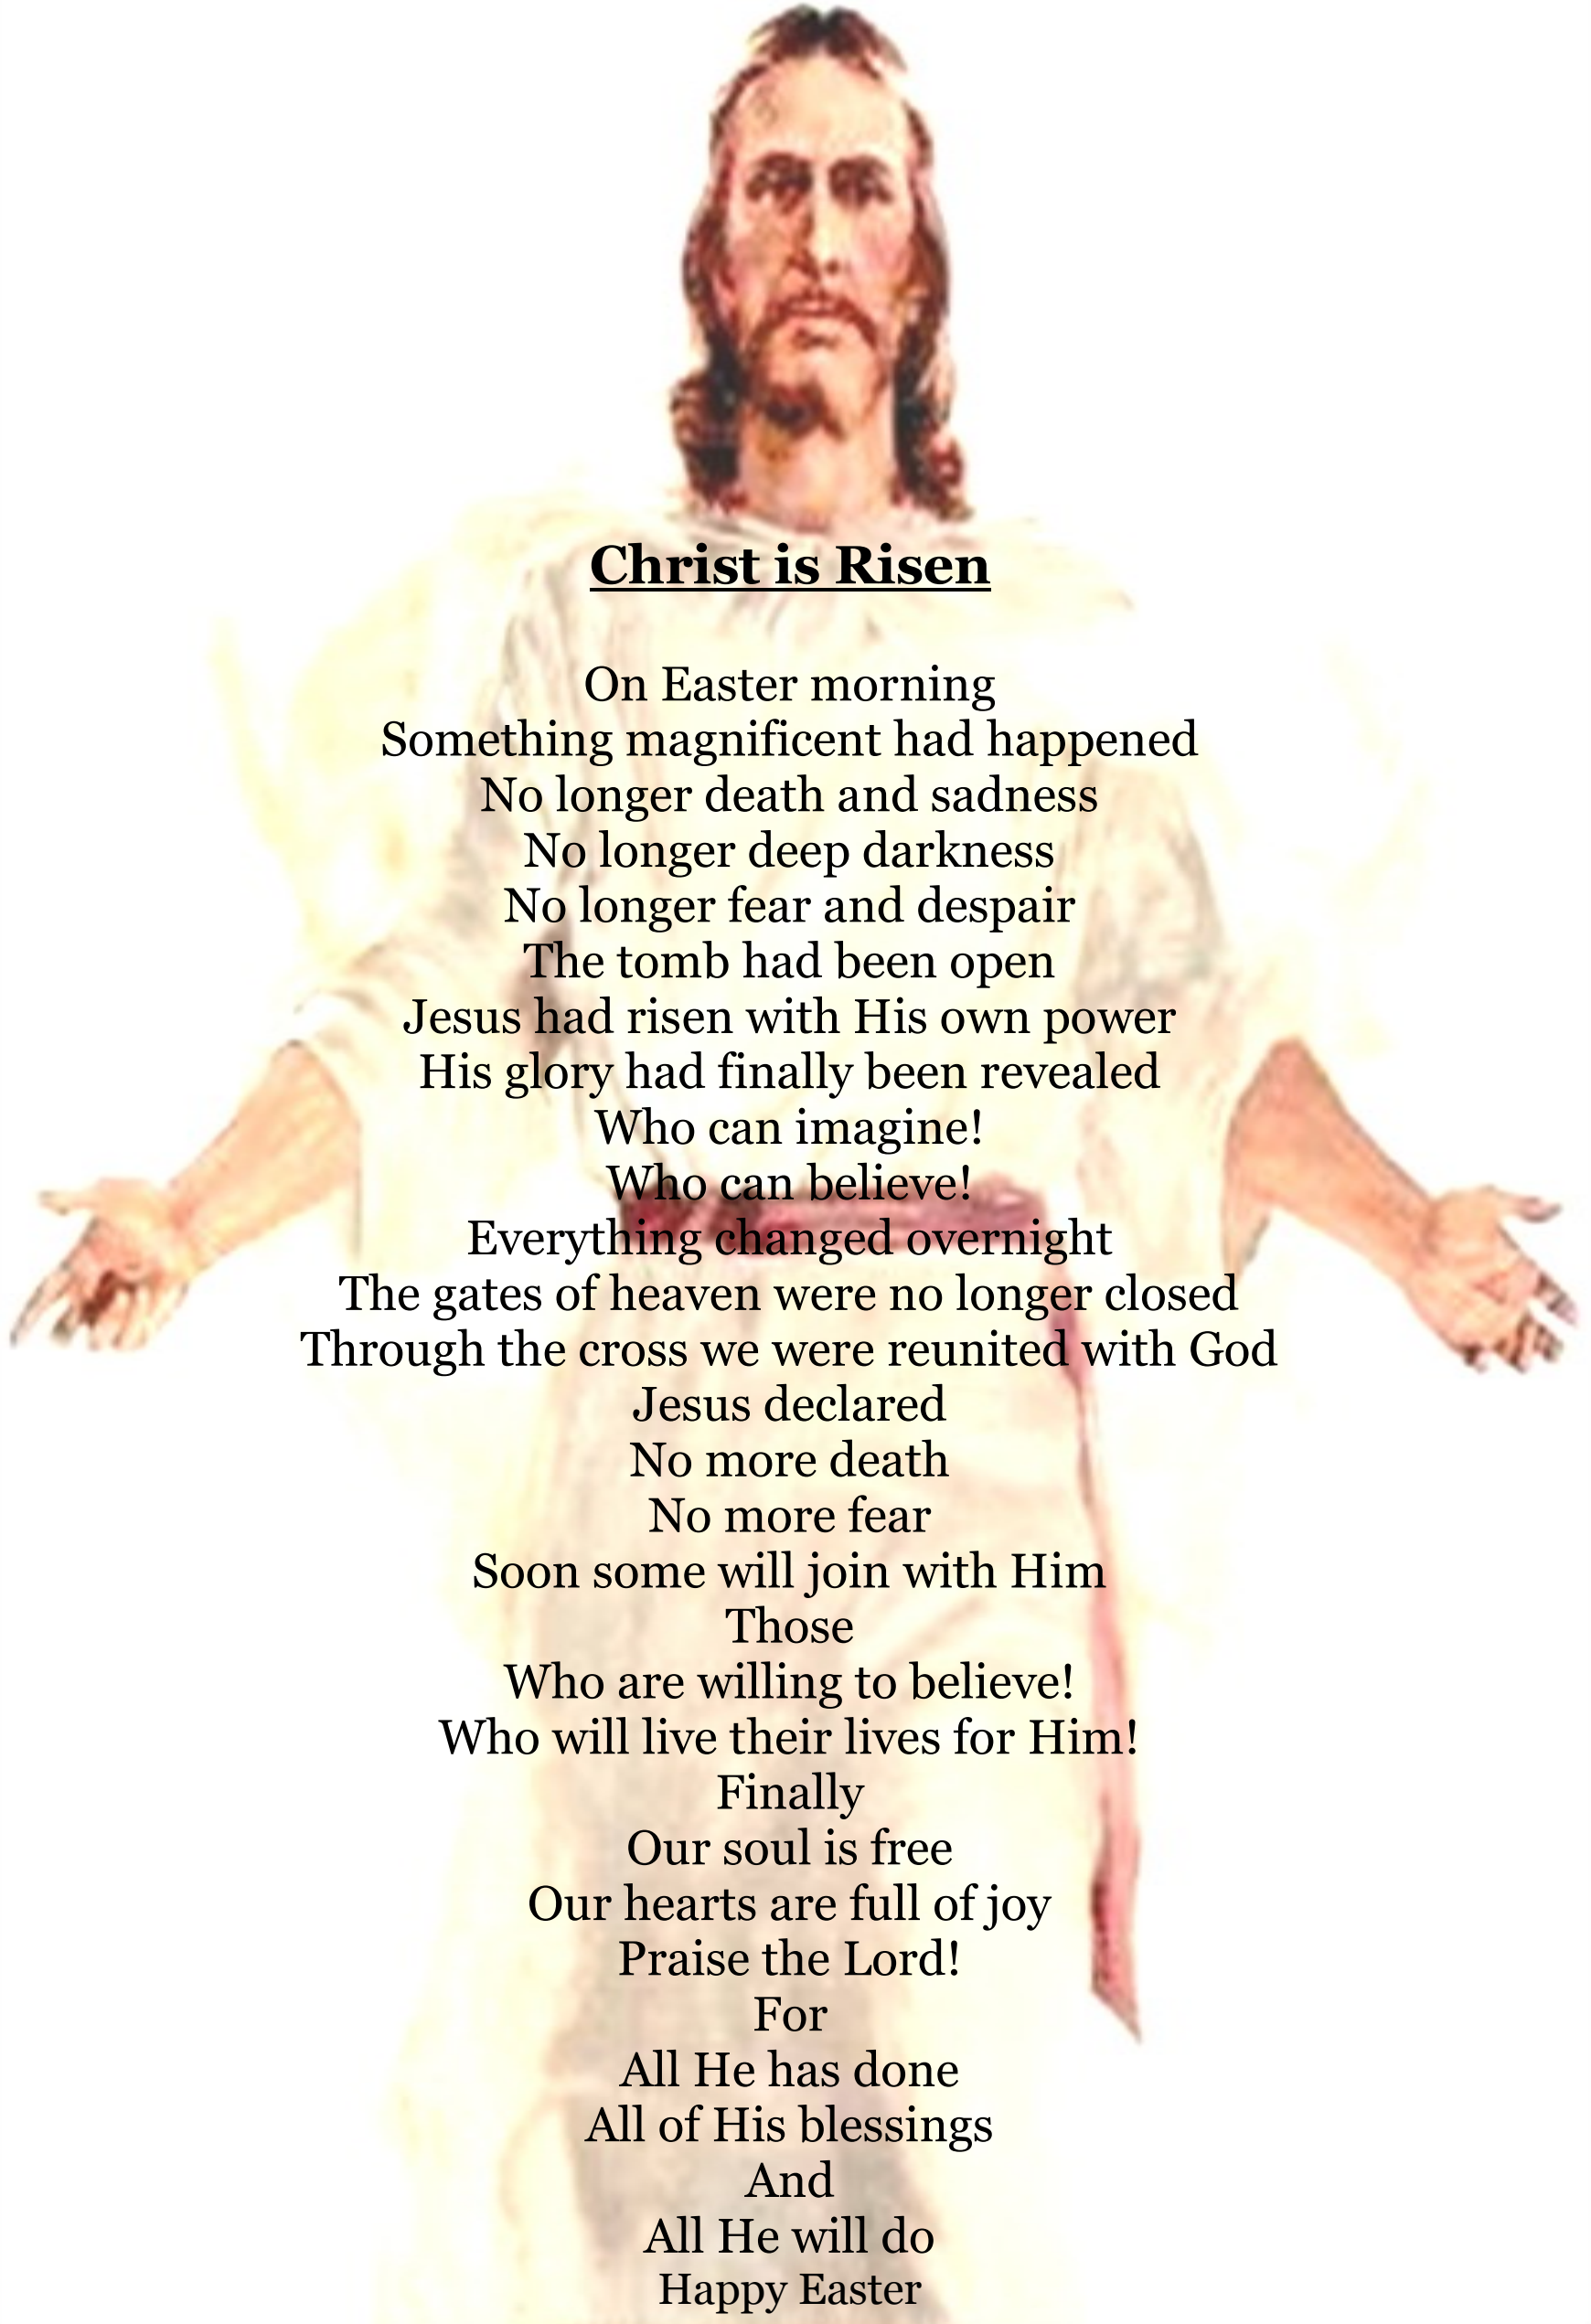 Christ is Risen
On Easter morning
Something magnificent had happened
No longer death and sadness
No longer deep darkness
No longer fear and despair
The tomb had been open
Jesus had risen with His own power
His glory had finally been revealed
Who can imagine!
Who can believe!
Everything changed overnight
The gates of heaven were no longer closed
Through the cross we were reunited with God
Jesus declared
No more death
No more fear
Soon some will join with Him
Those
Who are willing to believe!
Who will live their lives for Him!
Finally
Our soul is free
Our hearts are full of joy
Praise the Lord!
For
All He has done
All of His blessings
And
All He will do
Happy Easter